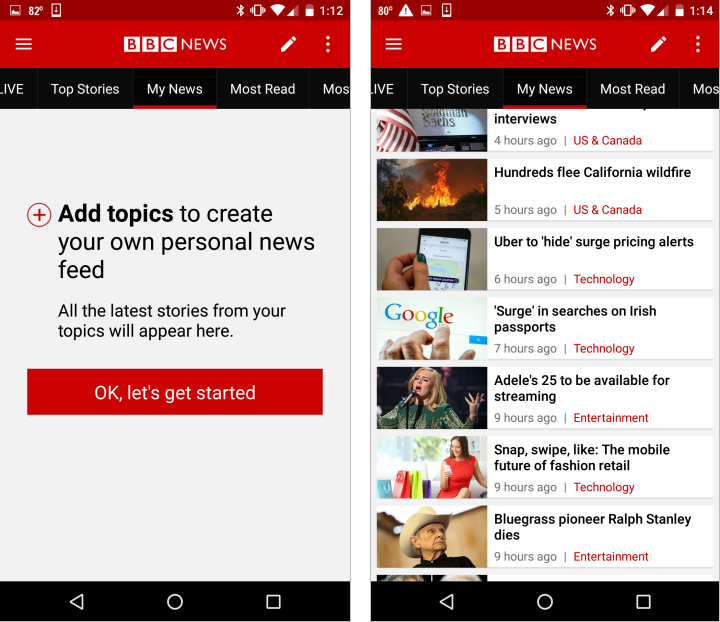 82° 1:12
BBC NEWS
LIVE Top Stories My News Most Read Mos
Add topics to create
your own personal news
feed
All the latest stories from your
topics will appear here.
OK, let's get started
80° 1:14
BBC NEWS
LIVE Top Stories My News Most Read Mos
Goldman
Sachs
interviews
4 hours ago | US & Canada
Hundreds flee California wildfire
5 hours ago | US & Canada
Uber to 'hide' surge pricing alerts
6 hours ago | Technology
Google
'Surge' in searches on Irish
passports
7 hours ago | Technology
Adele's 25 to be available for
streaming
9 hours ago | Entertainment
Snap, swipe, like: The mobile
future of fashion retail
9 hours ago | Technology
Bluegrass pioneer Ralph Stanley
dies
9 hours ago | Entertainment